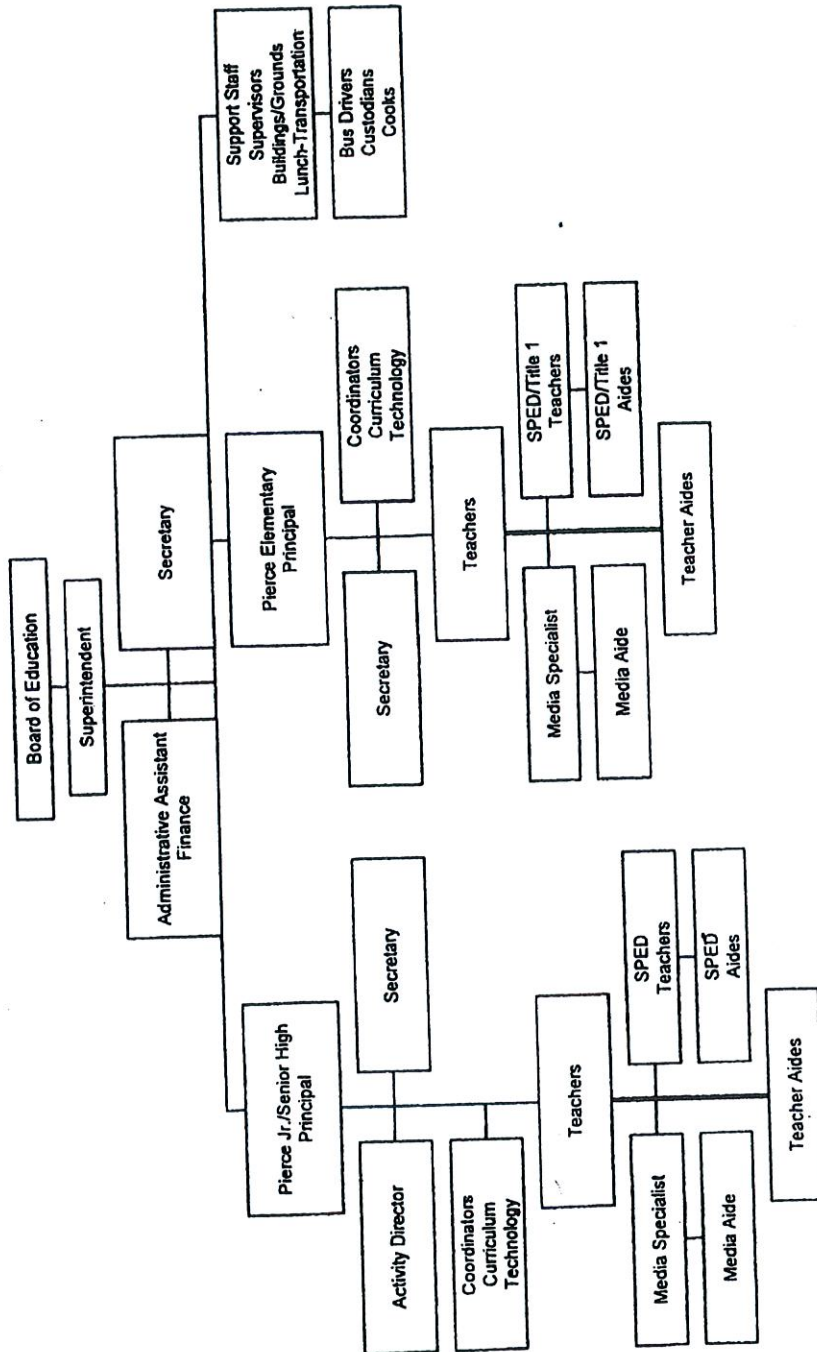 Board of Education
Superintendent
Administrative Assistant
Finance
Secretary
Pierce Jr./Senior High
Principal
Activity Director
Secretary
Coordinators
Curriculum
Technology
Teachers
Media Specialist
SPED
Teachers
Media Aide
SPED
Aides
Teacher Aides
Pierce Elementary
Principal
Secretary
Coordinators
Curriculum
Technology
Teachers
Media Specialist
SPED/Title 1
Teachers
Media Aide
SPED/Title 1
Aides
Teacher Aides
Support Staff
Supervisors
Buildings/Grounds
Lunch-Transportation
Bus Drivers
Custodians
Cooks